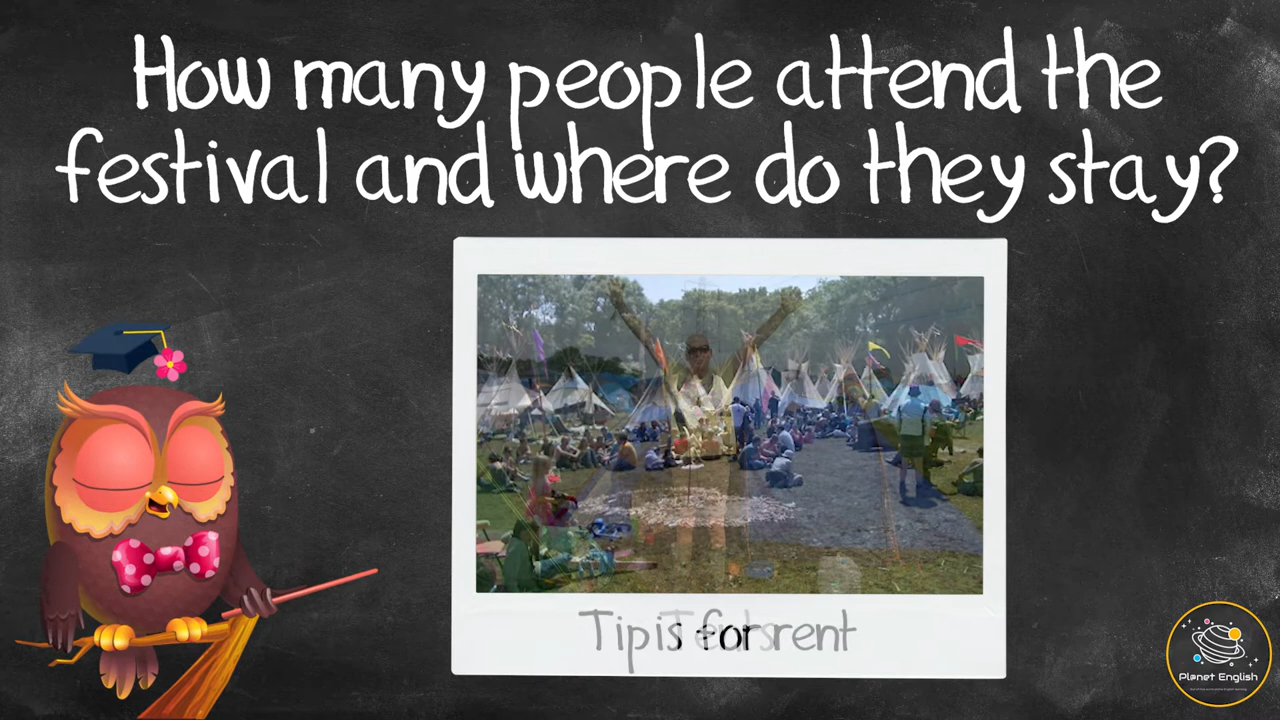 How many people attend the
festival and where do they stay?
Tipis for rent
Planet English